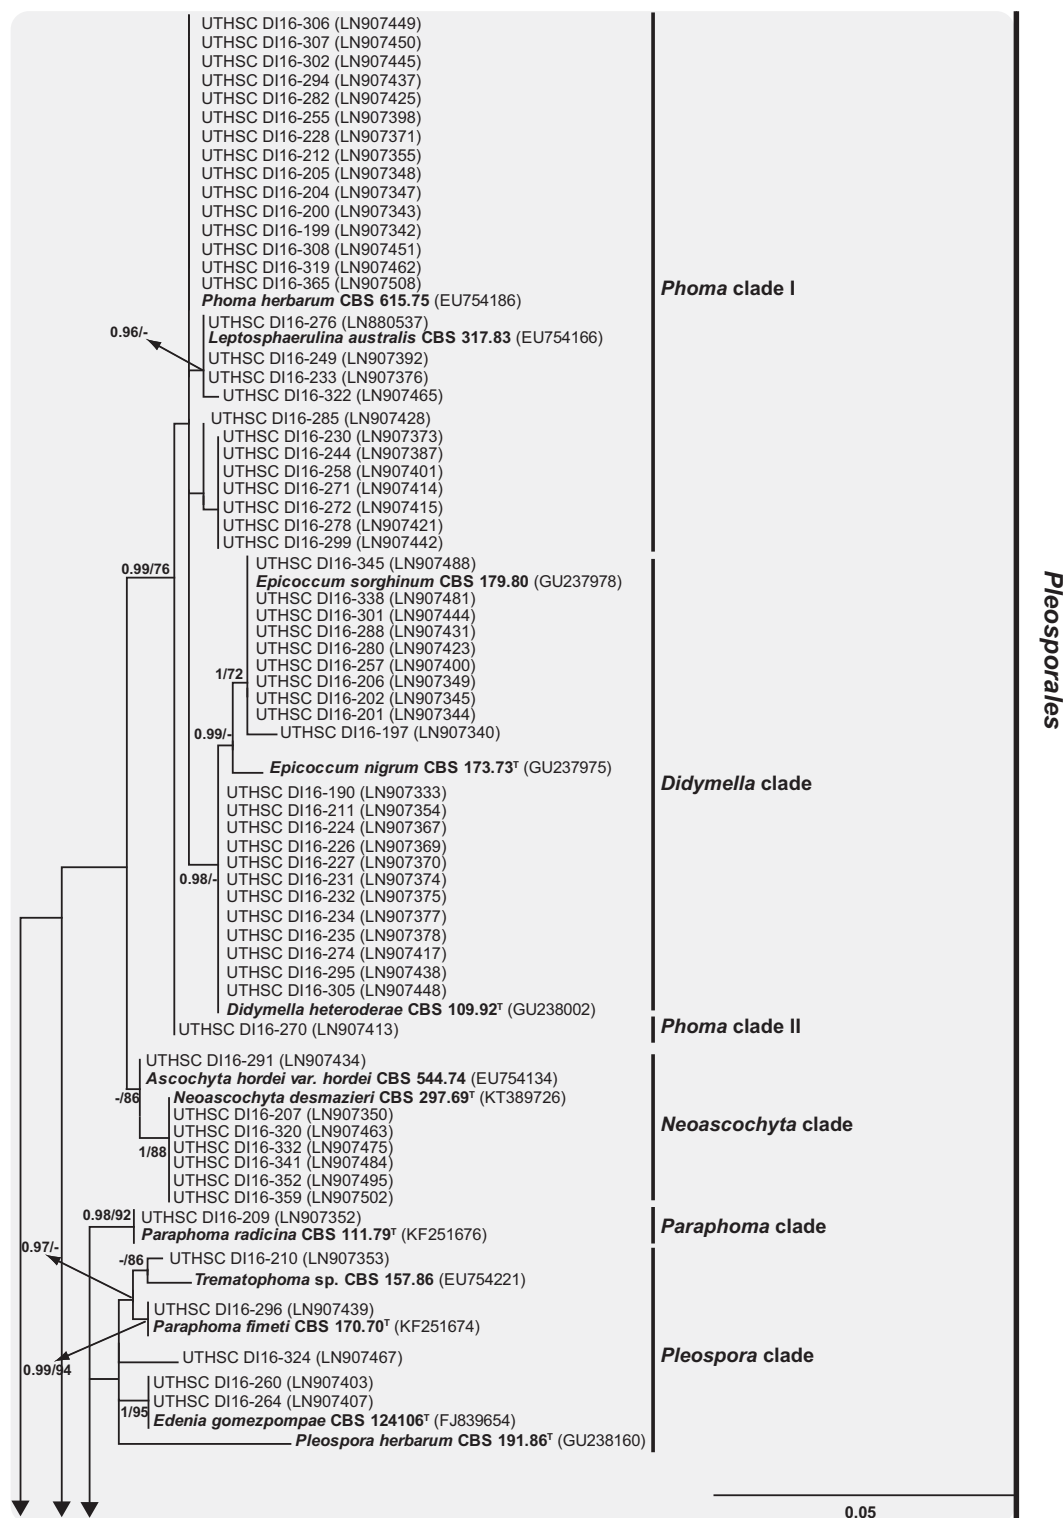 UTHSC DI16-306 (LN907449)
UTHSC DI16-307 (LN907450)
UTHSC DI16-302 (LN907445)
UTHSC DI16-294 (LN907437)
UTHSC DI16-282 (LN907425)
UTHSC DI16-255 (LN907398)
UTHSC DI16-228 (LN907371)
UTHSC DI16-212 (LN907355)
UTHSC DI16-205 (LN907348)
UTHSC DI16-204 (LN907347)
UTHSC DI16-200 (LN907343)
UTHSC DI16-199 (LN907342)
UTHSC DI16-308 (LN907451)
UTHSC DI16-319 (LN907462)
UTHSC DI16-365 (LN907508)
Phoma herbarum CBS 615.75 (EU754186)
Phoma clade I
UTHSC DI16-276 (LN880537)
0.96/-
Leptosphaerulina australis CBS 317.83 (EU754166)
UTHSC DI16-249 (LN907392)
UTHSC DI16-233 (LN907376)
UTHSC DI16-322 (LN907465)
UTHSC DI16-285 (LN907428)
UTHSC DI16-230 (LN907373)
UTHSC DI16-244 (LN907387)
UTHSC DI16-258 (LN907401)
UTHSC DI16-271 (LN907414)
UTHSC DI16-272 (LN907415)
UTHSC DI16-278 (LN907421)
UTHSC DI16-299 (LN907442)
0.99/76
UTHSC DI16-345 (LN907488)
Epicoccum sorghinum CBS 179.80 (GU237978)
UTHSC DI16-338 (LN907481)
UTHSC DI16-301 (LN907444)
UTHSC DI16-288 (LN907431)
UTHSC DI16-280 (LN907423)
UTHSC DI16-257 (LN907400)
1/72
UTHSC DI16-206 (LN907349)
UTHSC DI16-202 (LN907345)
UTHSC DI16-201 (LN907344)
UTHSC DI16-197 (LN907340)
0.99/-
Epicoccum nigrum CBS 173.73ᵀ (GU237975)
Didymella clade
UTHSC DI16-190 (LN907333)
UTHSC DI16-211 (LN907354)
UTHSC DI16-224 (LN907367)
UTHSC DI16-226 (LN907369)
UTHSC DI16-227 (LN907370)
0.98/-
UTHSC DI16-231 (LN907374)
UTHSC DI16-232 (LN907375)
UTHSC DI16-234 (LN907377)
UTHSC DI16-235 (LN907378)
UTHSC DI16-274 (LN907417)
UTHSC DI16-295 (LN907438)
UTHSC DI16-305 (LN907448)
Didymella heteroderae CBS 109.92ᵀ (GU238002)
UTHSC DI16-270 (LN907413)
Phoma clade II
UTHSC DI16-291 (LN907434)
Ascochyta hordei var. hordei CBS 544.74 (EU754134)
-/86
Neoascochyta desmazieri CBS 297.69ᵀ (KT389726)
UTHSC DI16-207 (LN907350)
UTHSC DI16-320 (LN907463)
Neoascochyta clade
1/88
UTHSC DI16-332 (LN907475)
UTHSC DI16-341 (LN907484)
UTHSC DI16-352 (LN907495)
UTHSC DI16-359 (LN907502)
0.98/92
UTHSC DI16-209 (LN907352)
Paraphoma radicina CBS 111.79ᵀ (KF251676)
Paraphoma clade
0.97/-
-/86
UTHSC DI16-210 (LN907353)
Trematophoma sp. CBS 157.86 (EU754221)
UTHSC DI16-296 (LN907439)
Paraphoma fimeti CBS 170.70ᵀ (KF251674)
0.99/94
UTHSC DI16-324 (LN907467)
Pleospora clade
UTHSC DI16-260 (LN907403)
UTHSC DI16-264 (LN907407)
1/95
Edenia gomezpompae CBS 124106ᵀ (FJ839654)
Pleospora herbarum CBS 191.86ᵀ (GU238160)
Pleosporales
0.05